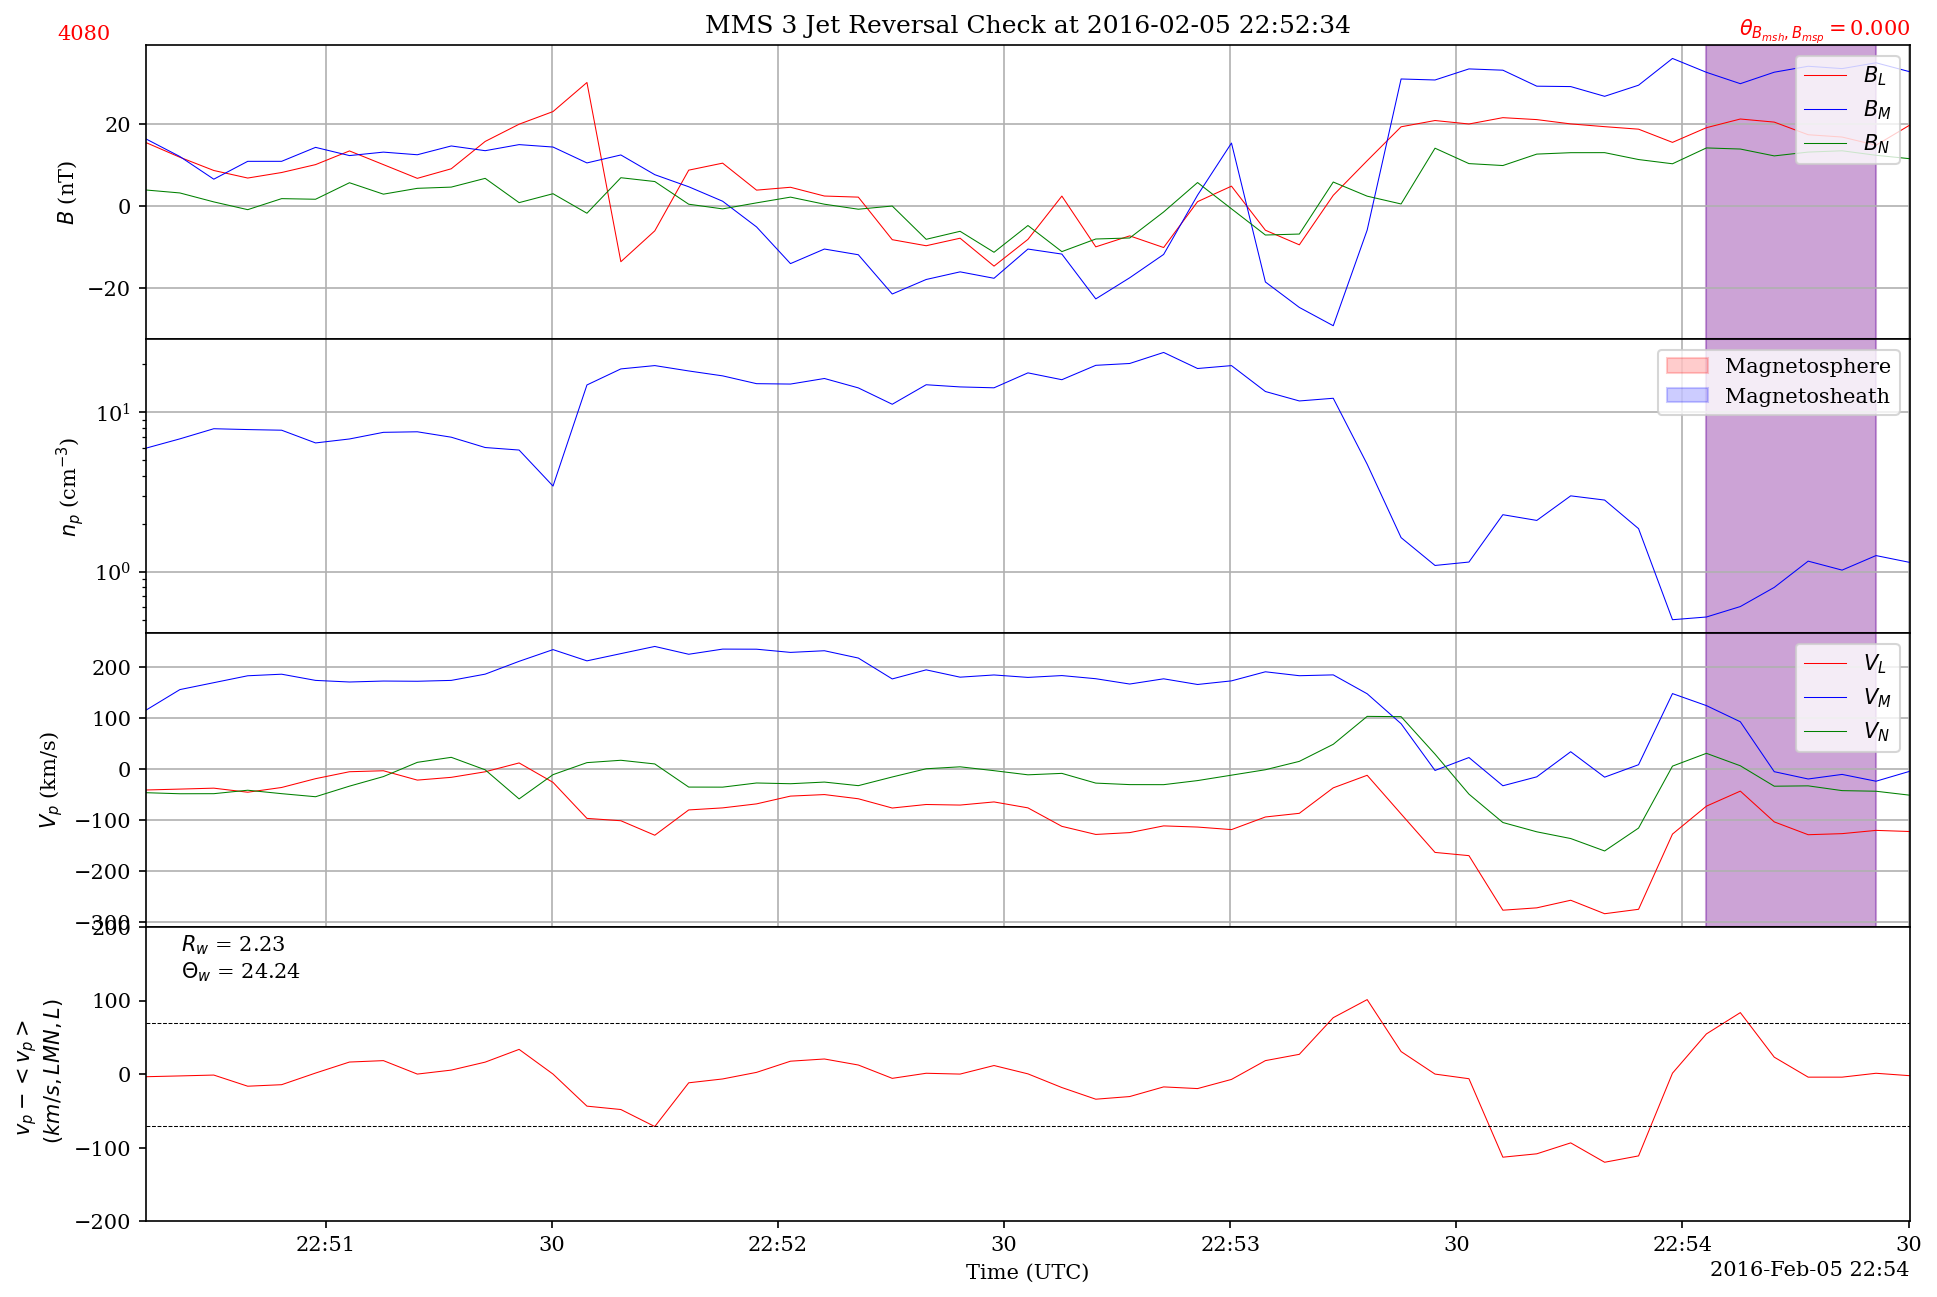 MMS 3 Jet Reversal Check at 2016-02-05 22:52:34
4080
θ_{B_{msh}, B_{msp}} = 0.000
B (nT)
20
0
−20
B_L
B_M
B_N
n_p (cm^{−3})
10^1
10^0
Magnetosphere
Magnetosheath
V_p (km/s)
200
100
0
−100
−200
−300
V_L
V_M
V_N
v_p − < v_p >
(km/s, LMN, L)
200
100
0
−100
−200
R_w = 2.23
Θ_w = 24.24
22:51 30 22:52 30 22:53 30 22:54 30
Time (UTC)
2016-Feb-05 22:54